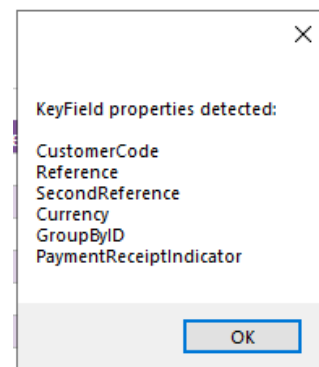 KeyField properties detected:
CustomerCode
Reference
SecondReference
Currency
GroupByID
PaymentReceiptIndicator
OK